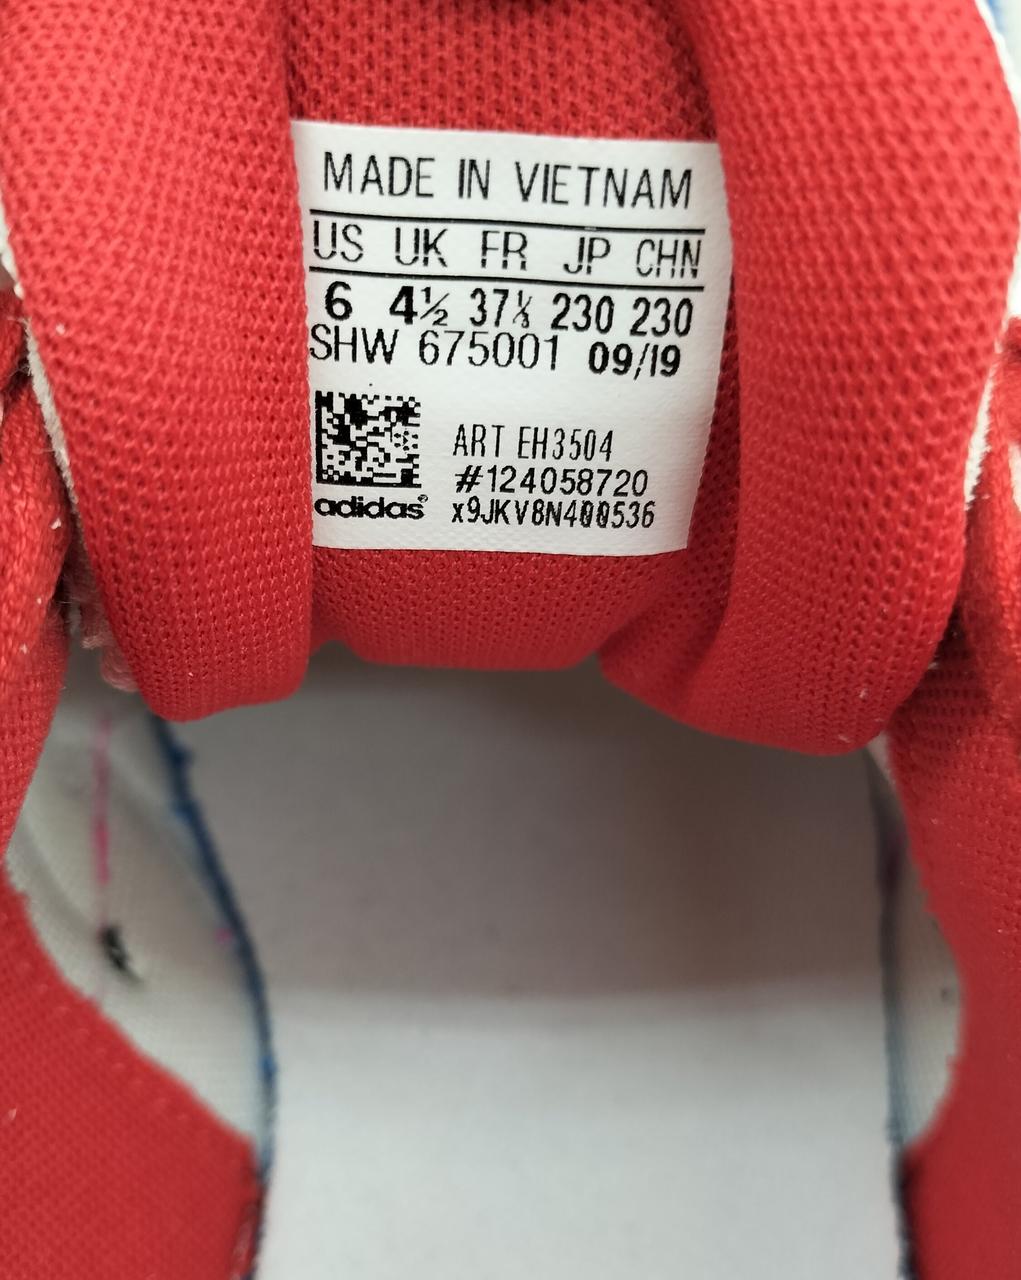 MADE IN VIETNAM
US UK FR JP CHN
6 4½ 37⅓ 230 230
SHW 675001 09/19
ART EH3504
#124058720
adidas® x9JKV8N400536